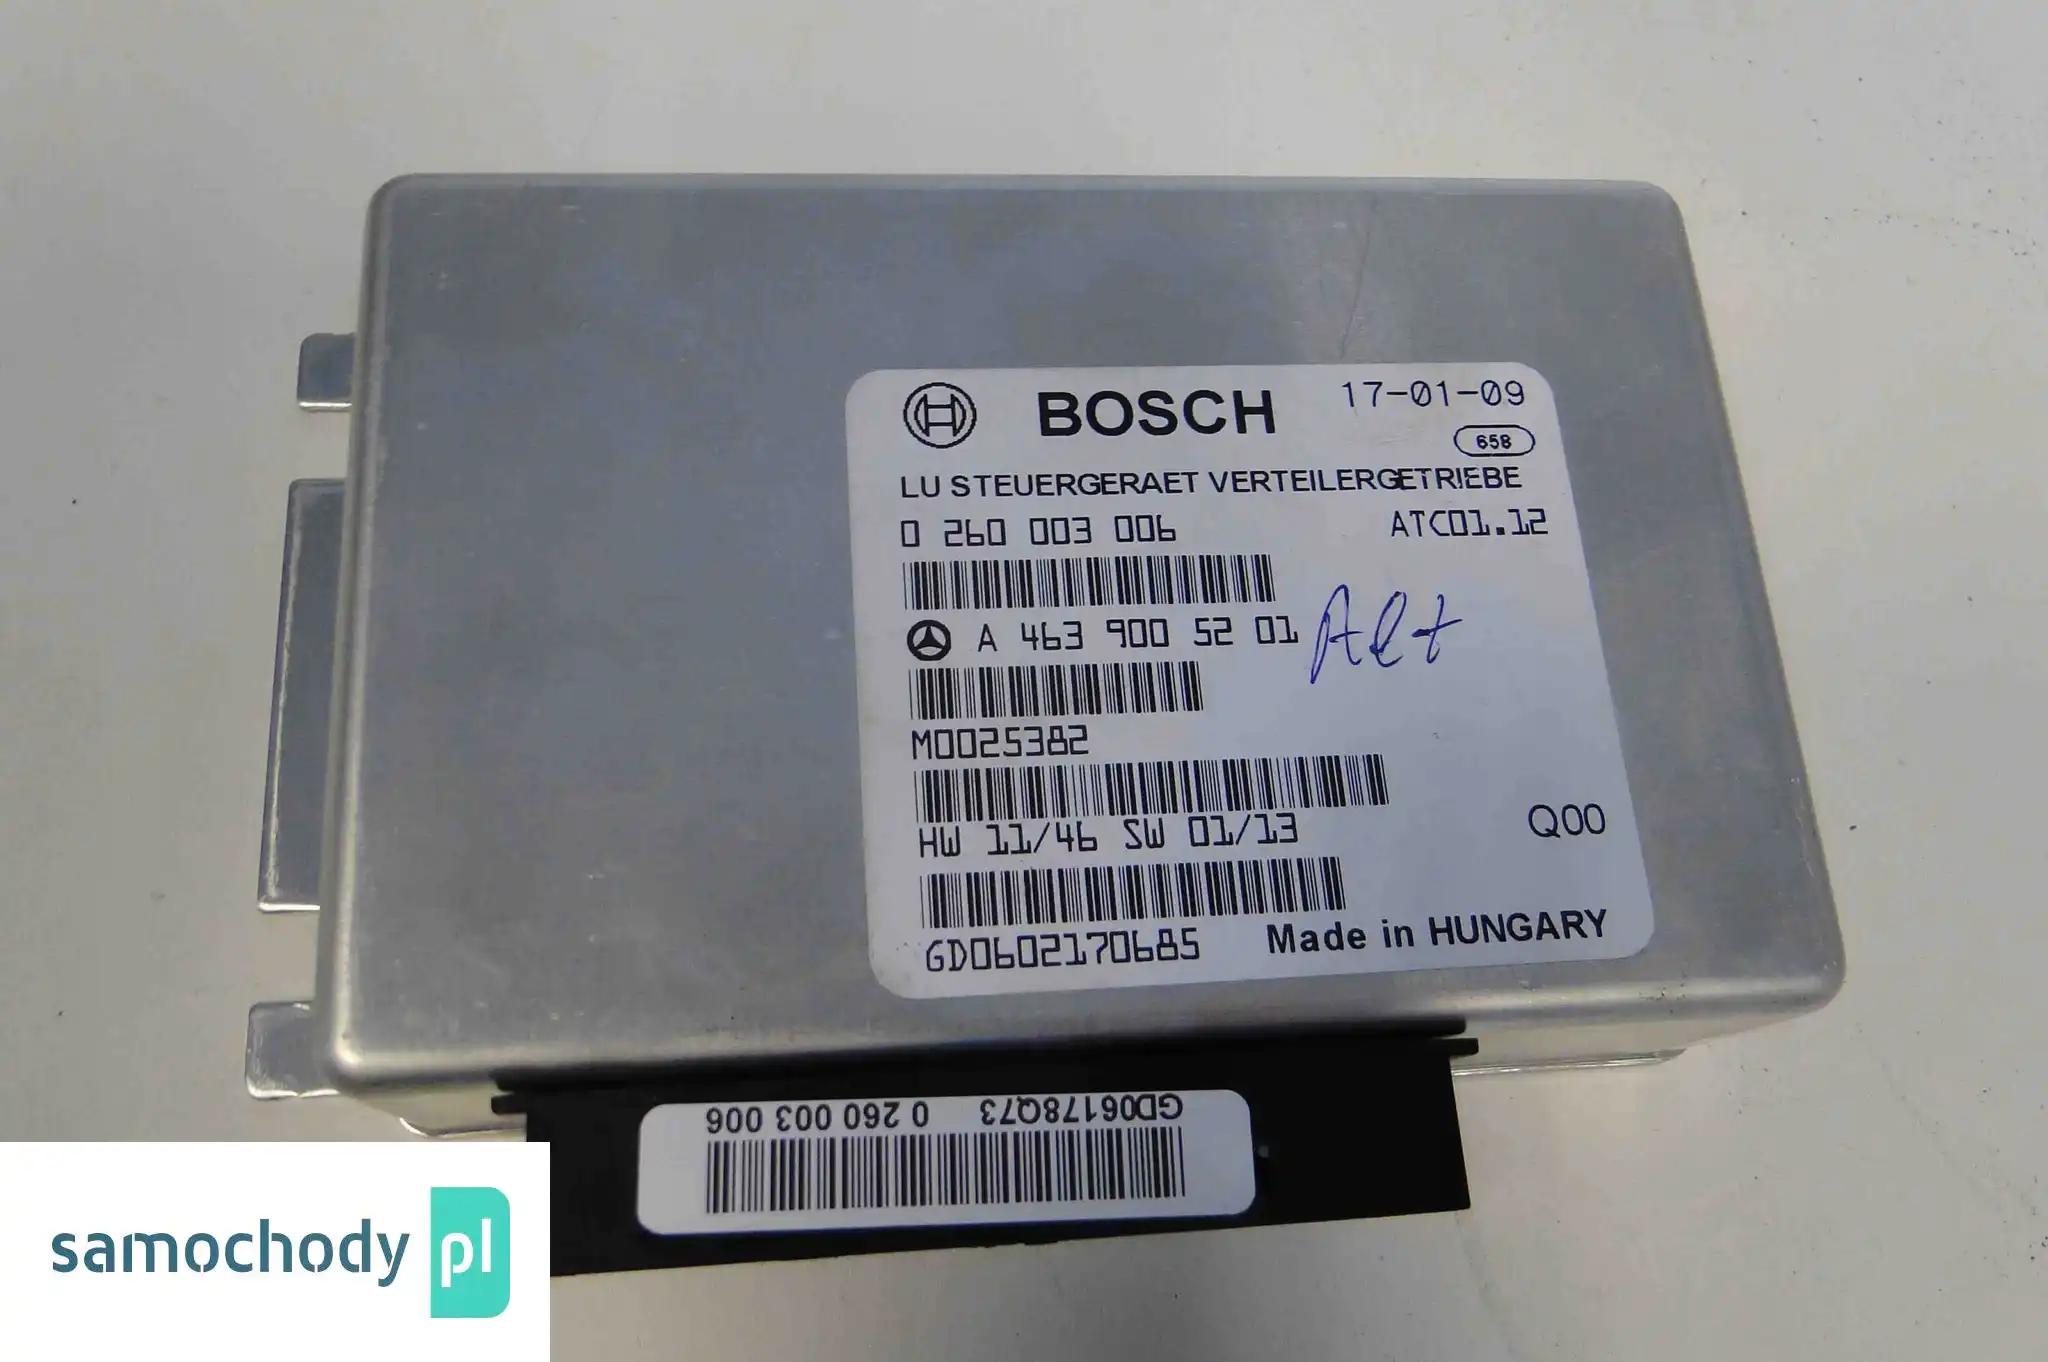 BOSCH 17-01-09
658
LU STEUERGERAET VERTEILERGETRIEBE
0 260 003 006 ATC01.12
A 463 900 52 01 Alt
M0025382
HW 11/46 SW 01/13 Q00
GD0602170685 Made in HUNGARY
GD06178Q73 0 260 003 006
samochody pl